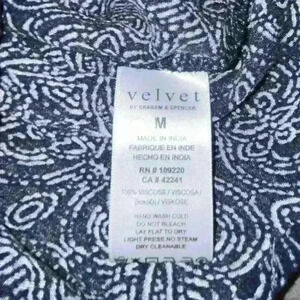 velvet
BY GRAHAM & SPENCER
M
MADE IN INDIA
FABRIQUE EN INDE
HECHO EN INDIA
RN # 109220
CA # 42241
100% VISCOSE / VISCOSA/
/ VISKOSE
HAND WASH COLD
DO NOT BLEACH
LAY FLAT TO DRY
LIGHT PRESS NO STEAM
DRY CLEANABLE